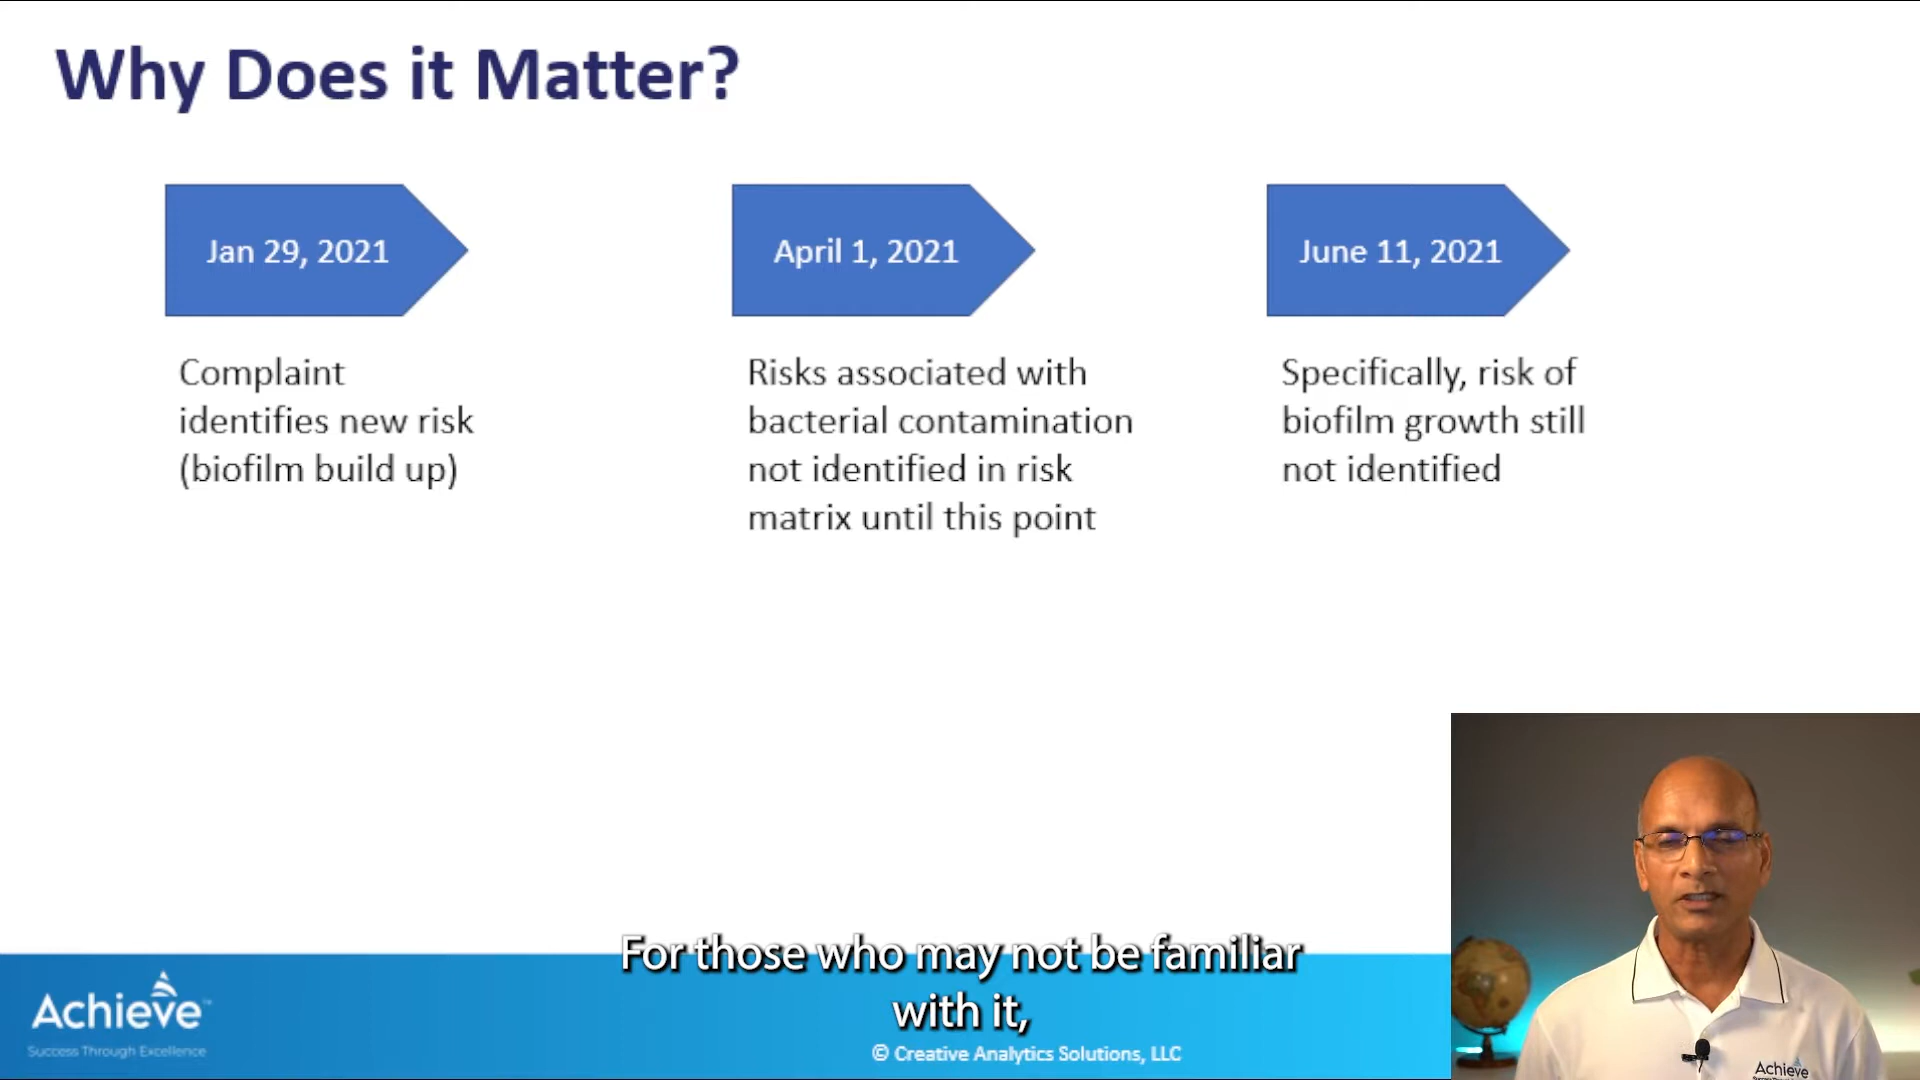 Why Does it Matter?
Jan 29, 2021
Complaint
identifies new risk
(biofilm build up)
April 1, 2021
Risks associated with
bacterial contamination
not identified in risk
matrix until this point
June 11, 2021
Specifically, risk of
biofilm growth still
not identified
For those who may not be familiar
with it,
Achieve
Success Through Excellence
© Creative Analytics Solutions, LLC
Achieve